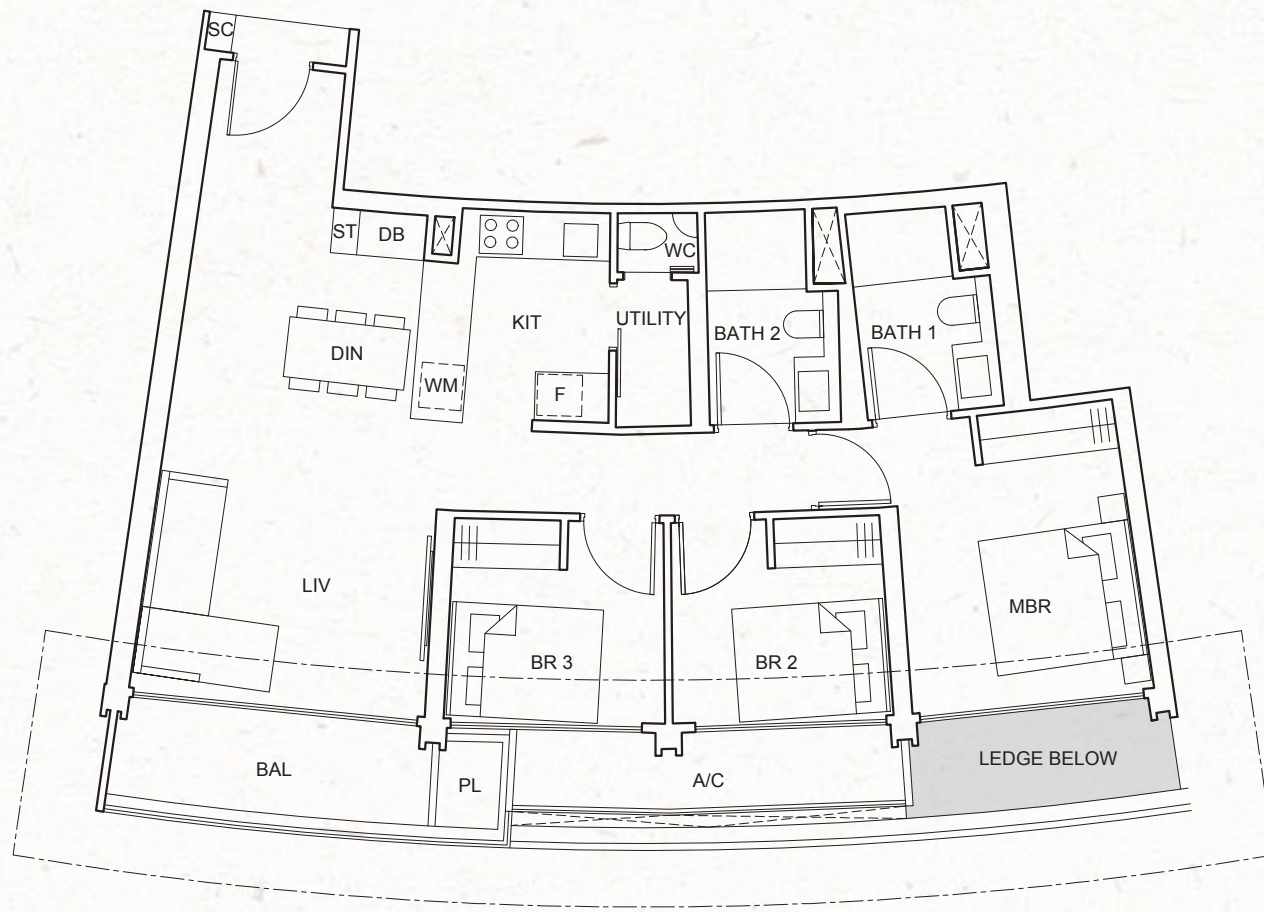 SC
ST
DB
WC
KIT
UTILITY
BATH 2
BATH 1
DIN
WM
F
LIV
BR 3
BR 2
MBR
BAL
PL
A/C
LEDGE BELOW